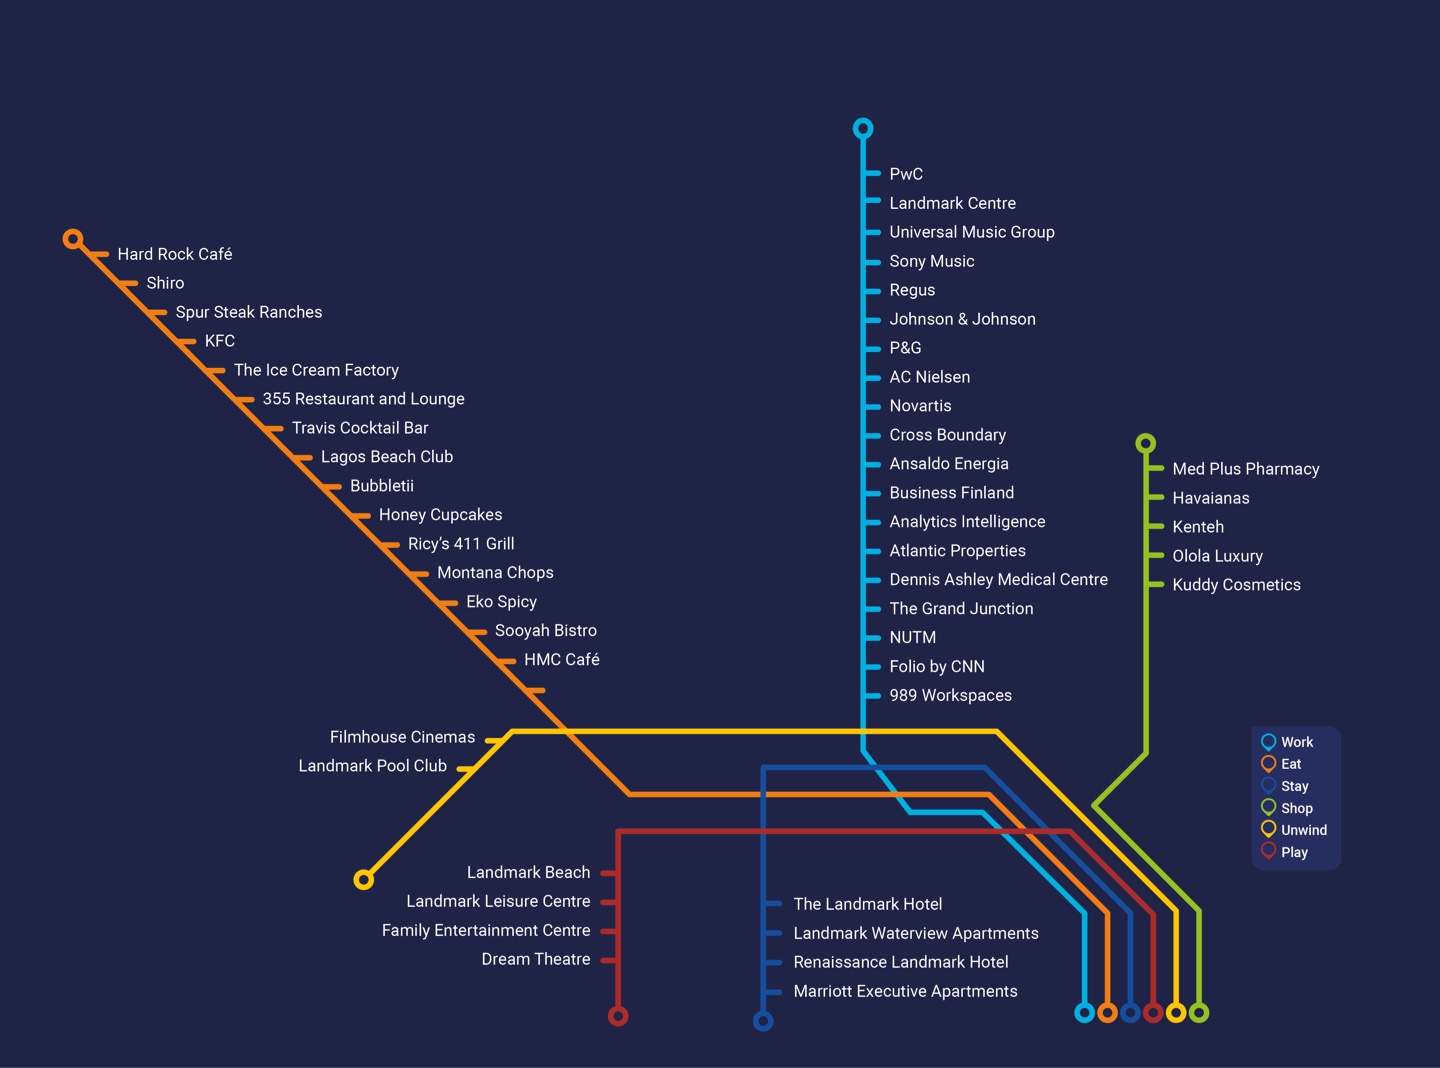 PwC
Landmark Centre
Universal Music Group
Sony Music
Regus
Johnson & Johnson
P&G
AC Nielsen
Novartis
Cross Boundary
Ansaldo Energia
Business Finland
Analytics Intelligence
Atlantic Properties
Dennis Ashley Medical Centre
The Grand Junction
NUTM
Folio by CNN
989 Workspaces
Hard Rock Café
Shiro
Spur Steak Ranches
KFC
The Ice Cream Factory
355 Restaurant and Lounge
Travis Cocktail Bar
Lagos Beach Club
Bubbletii
Honey Cupcakes
Ricy’s 411 Grill
Montana Chops
Eko Spicy
Sooyah Bistro
HMC Café
Med Plus Pharmacy
Havaianas
Kenteh
Olola Luxury
Kuddy Cosmetics
Filmhouse Cinemas
Landmark Pool Club
Landmark Beach
Landmark Leisure Centre
Family Entertainment Centre
Dream Theatre
The Landmark Hotel
Landmark Waterview Apartments
Renaissance Landmark Hotel
Marriott Executive Apartments
Work
Eat
Stay
Shop
Unwind
Play